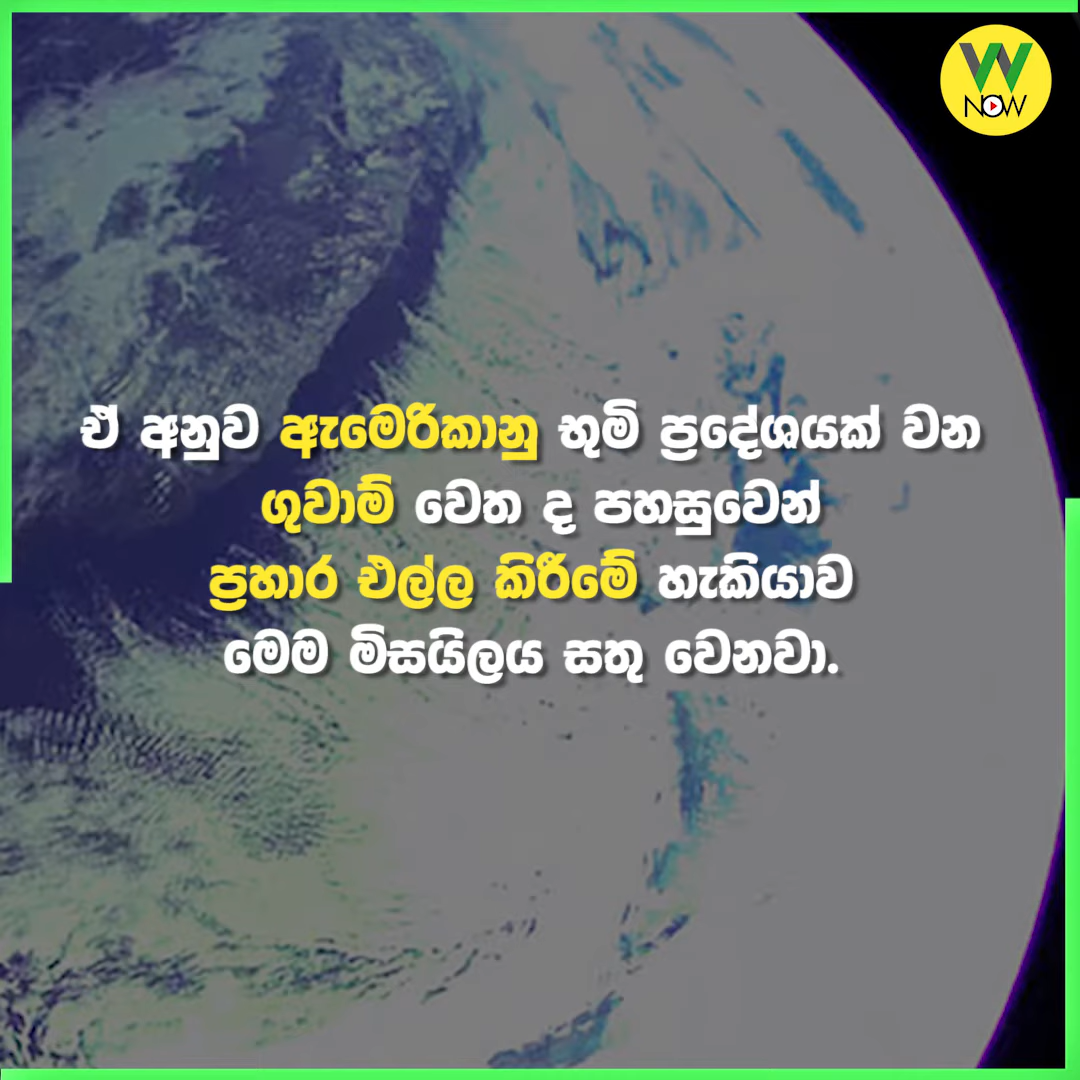 W
NOW
ඒ අනුව ඇමෙරිකානු භූමි ප්‍රදේශයක් වන
ගුවාම් වෙත ද පහසුවෙන්
ප්‍රහාර එල්ල කිරීමේ හැකියාව
මෙම මිසයිලය සතු වෙනවා.